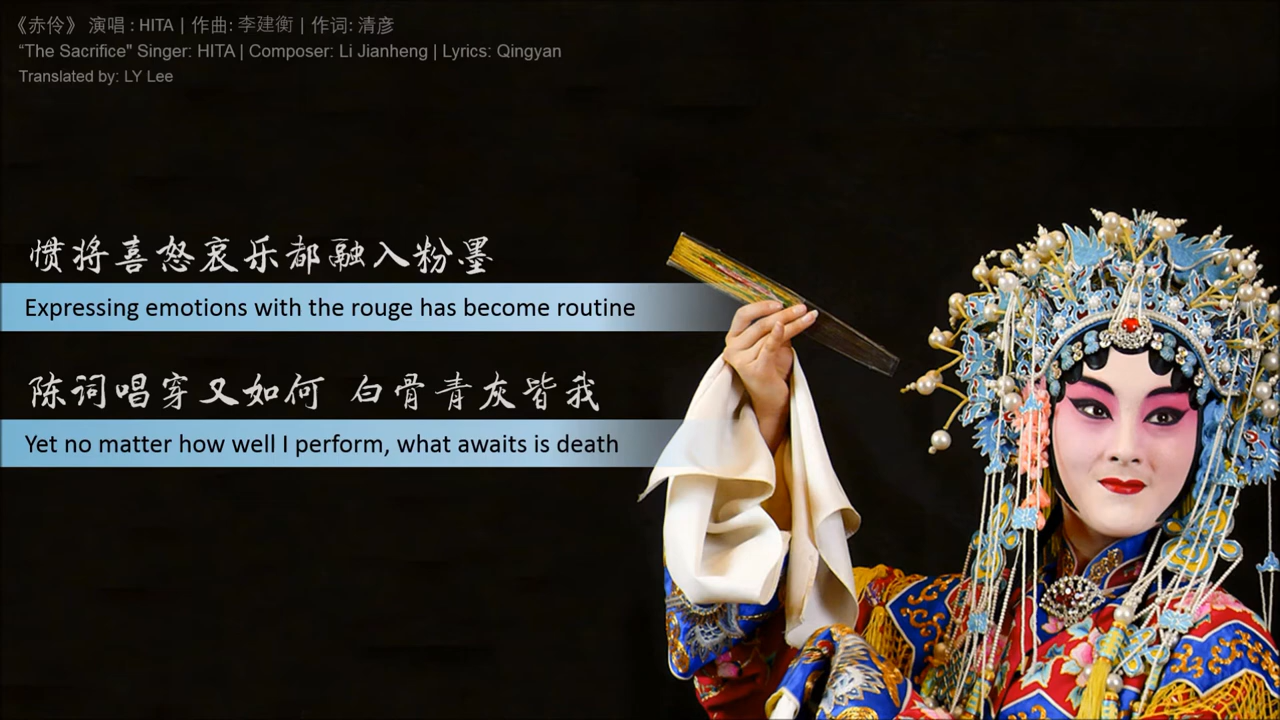 《赤伶》 演唱 : HITA | 作曲: 李建衡 | 作词: 清彦
“The Sacrifice" Singer: HITA | Composer: Li Jianheng | Lyrics: Qingyan
Translated by: LY Lee
惯将喜怒哀乐都融入粉墨
Expressing emotions with the rouge has become routine
陈词唱穿又如何 白骨青灰皆我
Yet no matter how well I perform, what awaits is death